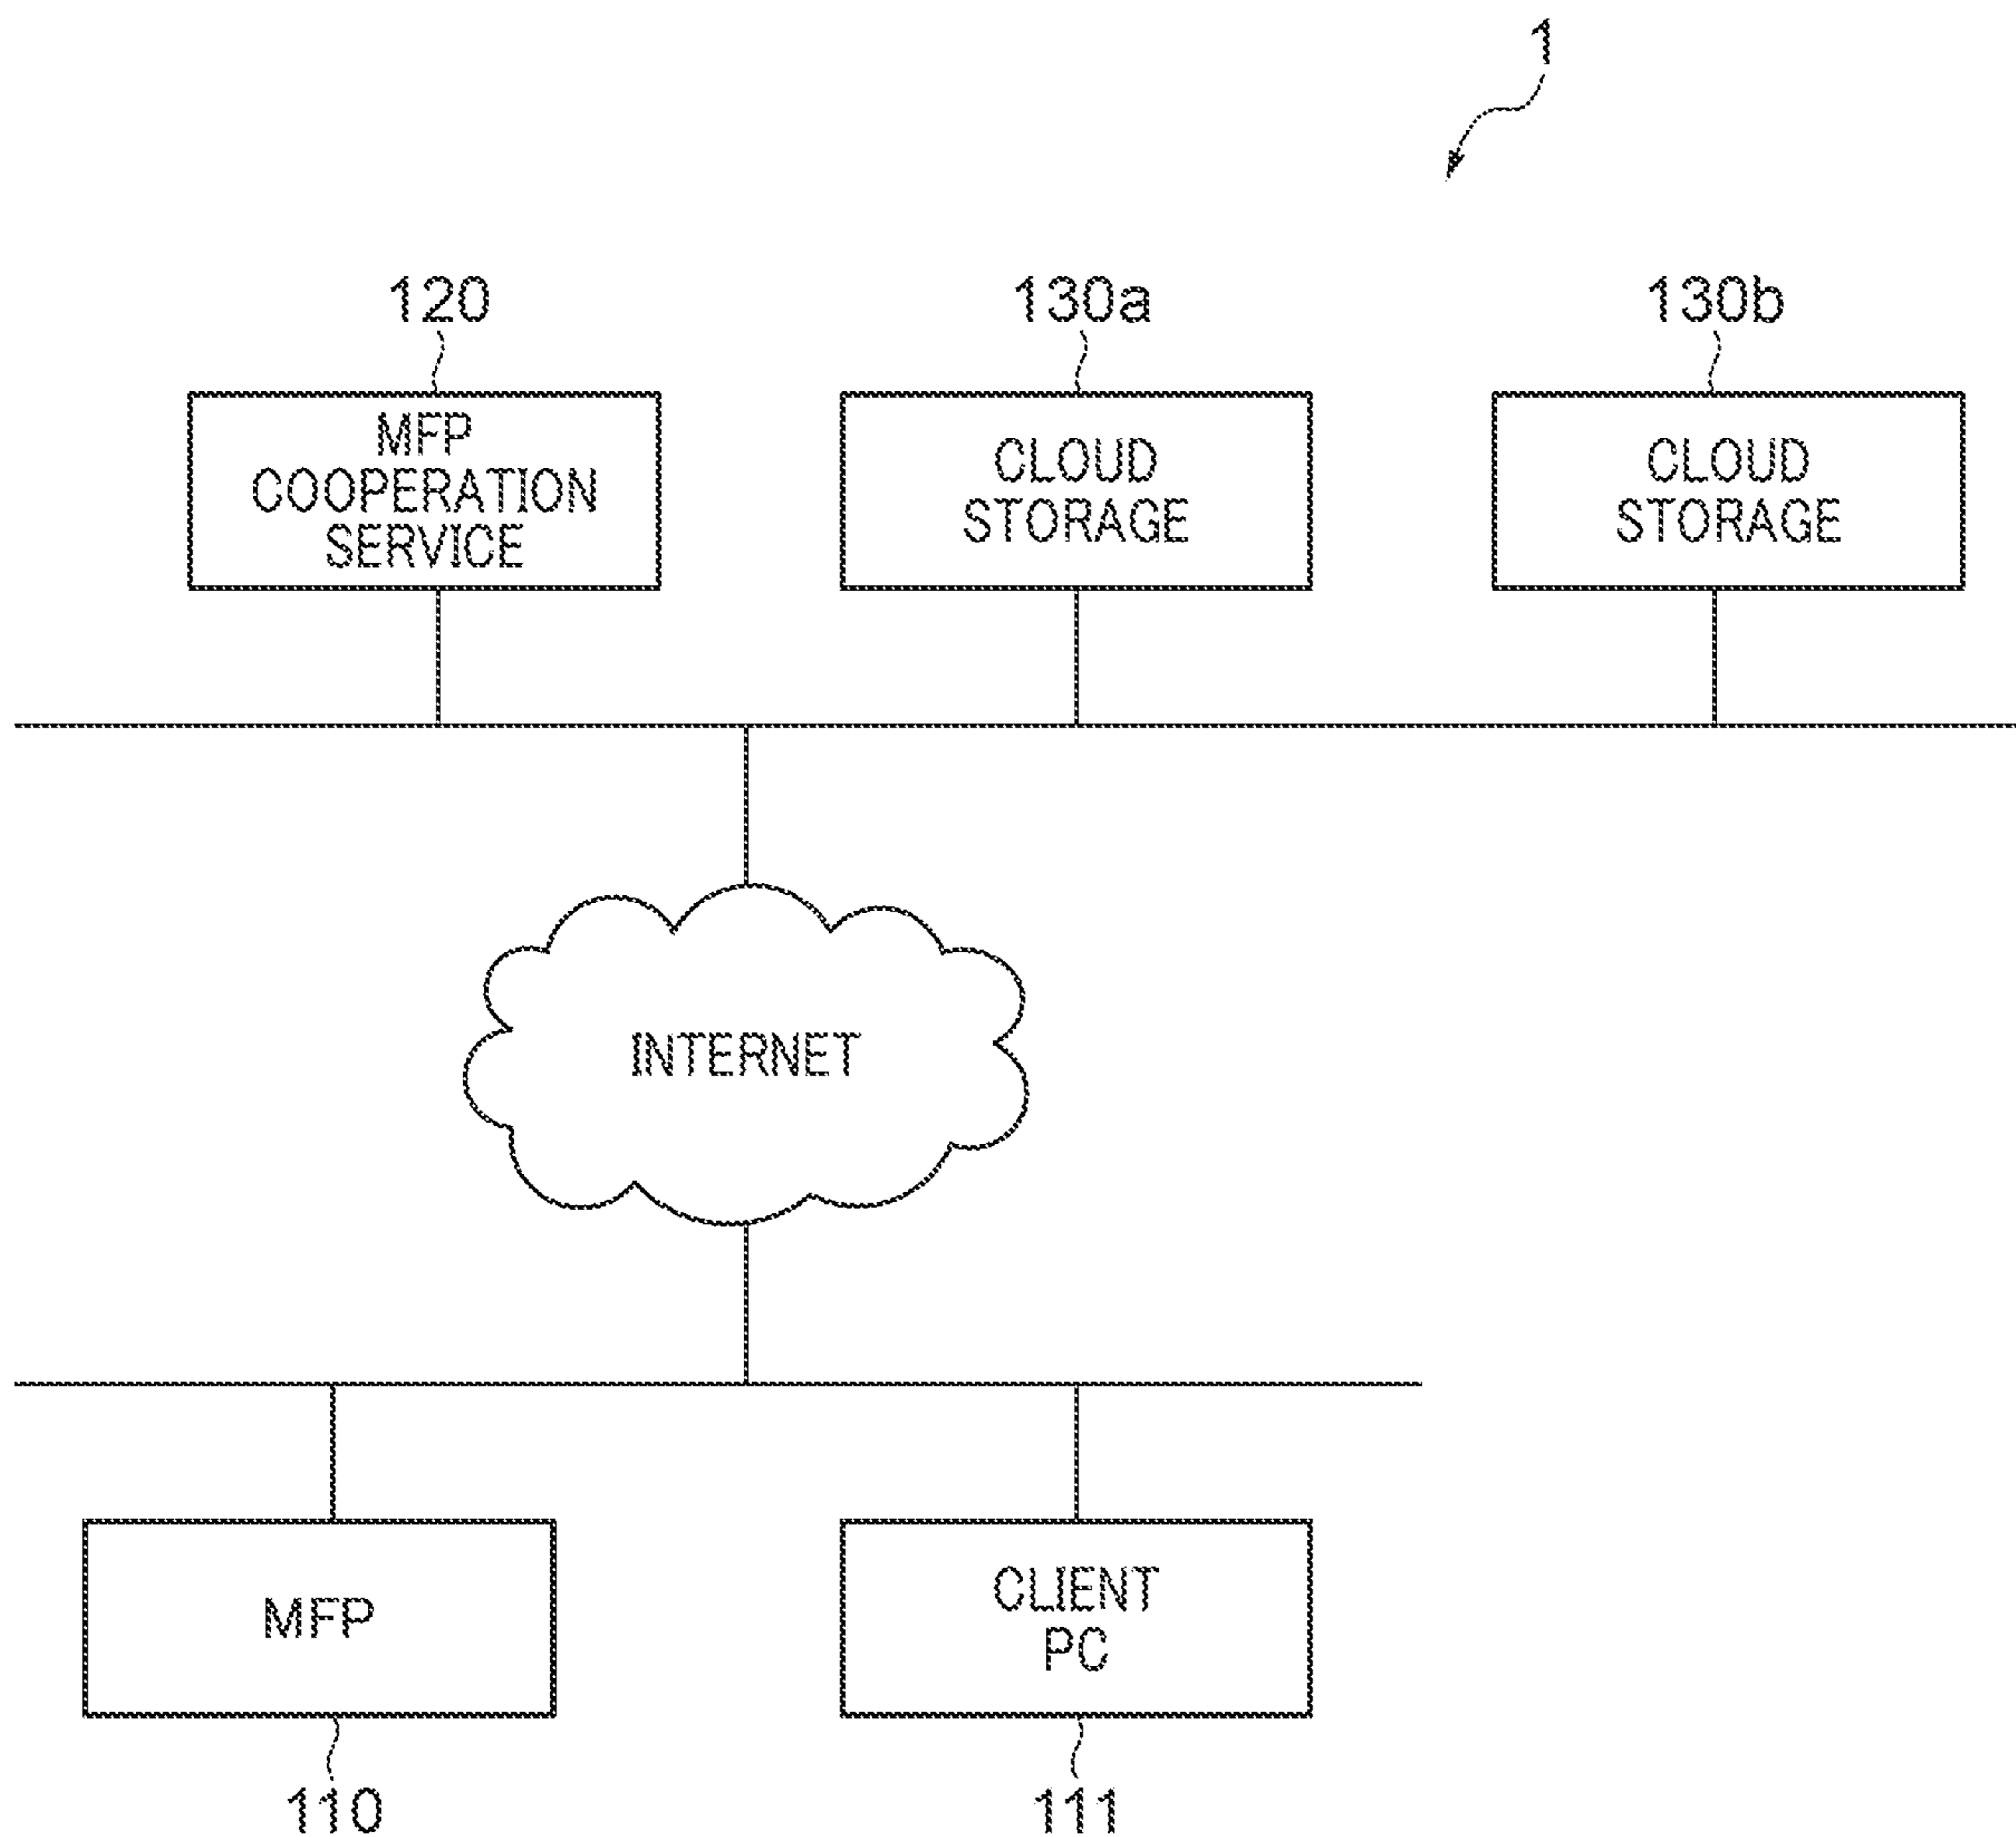 1
120
130a
130b
MFP
COOPERATION
SERVICE
CLOUD
STORAGE
CLOUD
STORAGE
INTERNET
MFP
CLIENT
PC
110
111